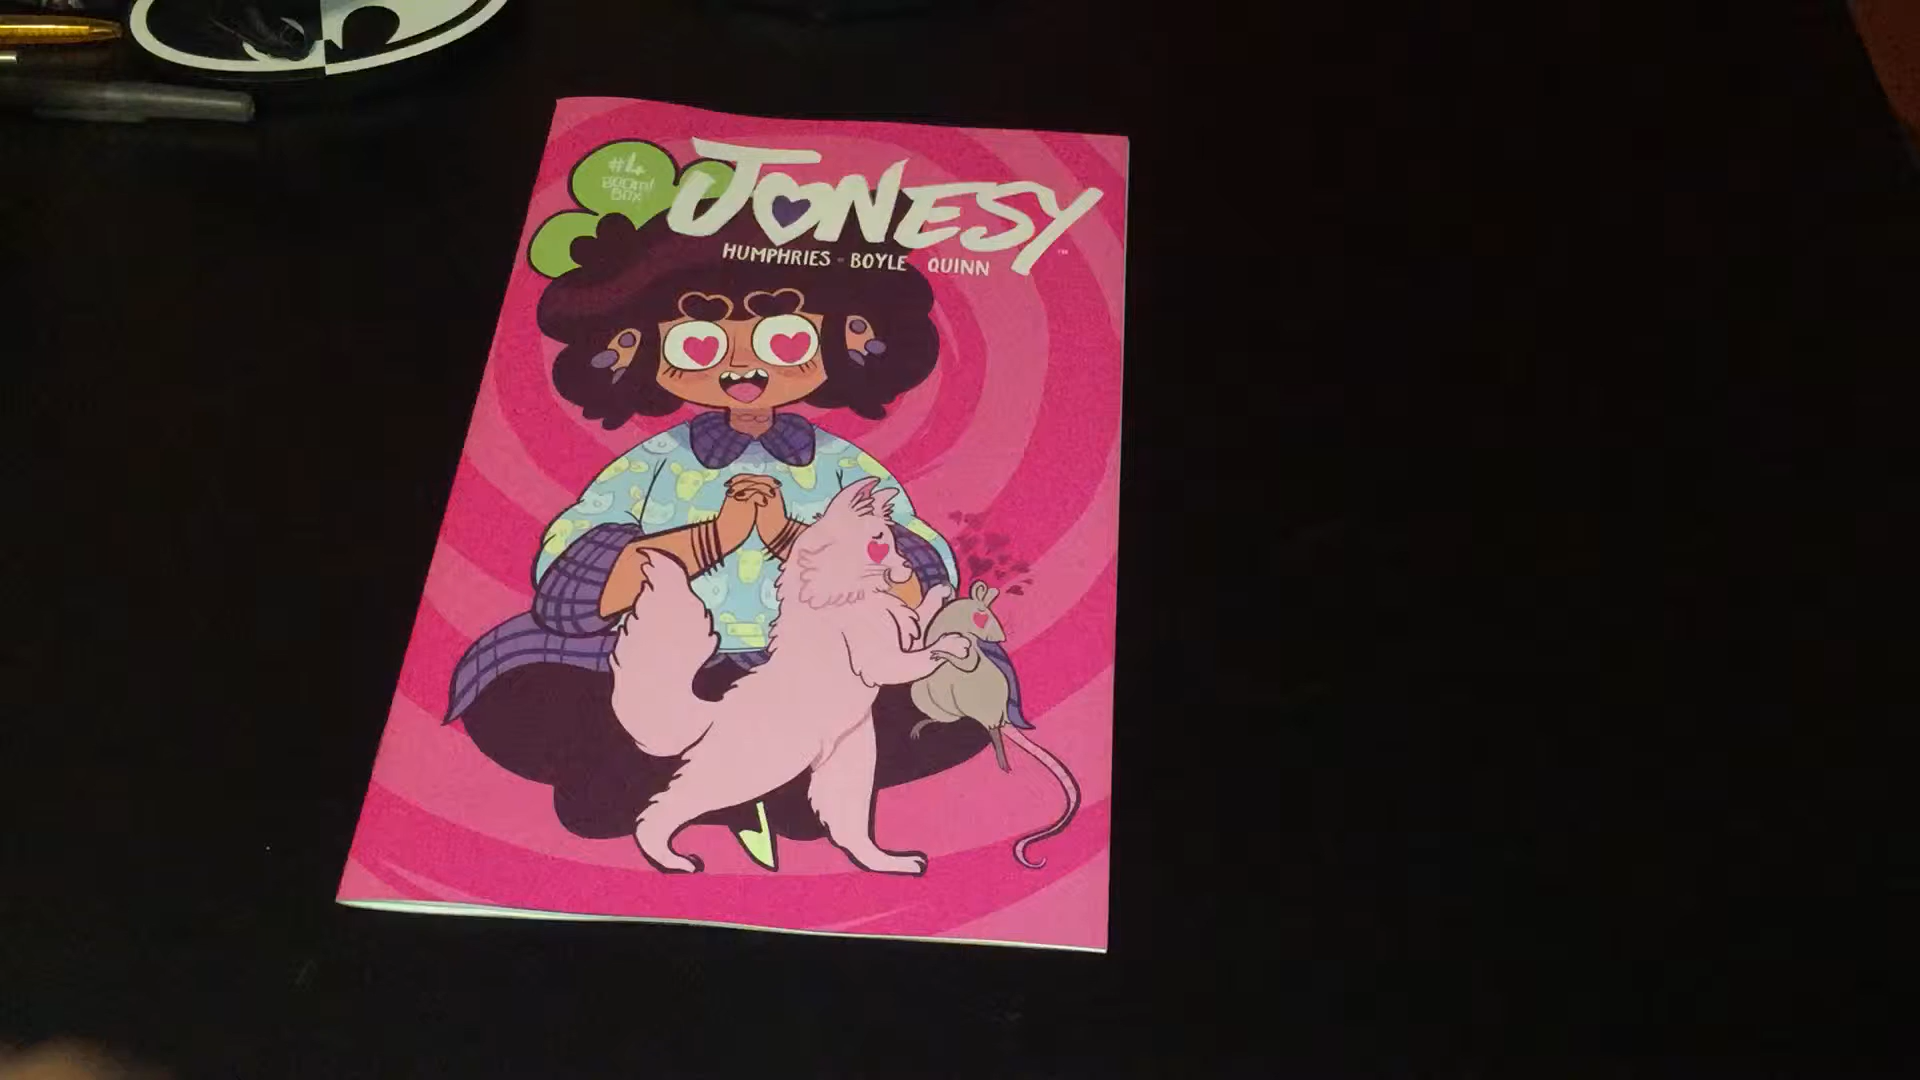 #4
BOOM!
BOX
JONESY
HUMPHRIES - BOYLE QUINN